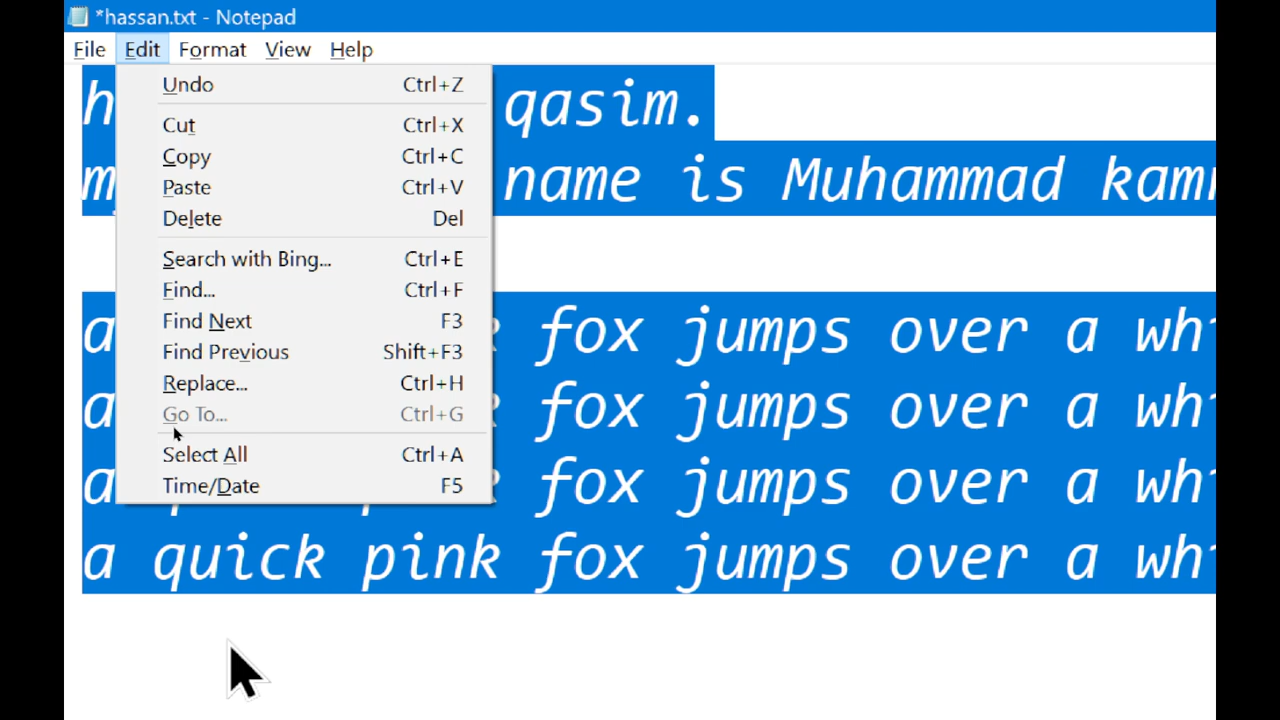 *hassan.txt - Notepad
File Edit Format View Help
Undo Ctrl+Z
Cut Ctrl+X
Copy Ctrl+C
Paste Ctrl+V
Delete Del
Search with Bing... Ctrl+E
Find... Ctrl+F
Find Next F3
Find Previous Shift+F3
Replace... Ctrl+H
Go To... Ctrl+G
Select All Ctrl+A
Time/Date F5
qasim.
name is Muhammad
fox jumps over a
fox jumps over a
fox jumps over a
a quick pink fox jumps over a